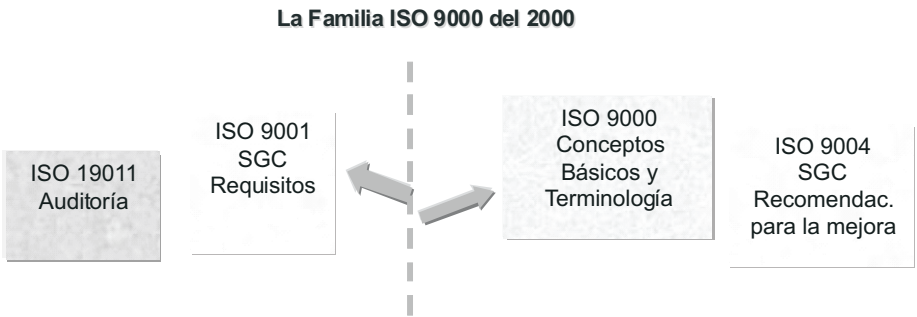 La Familia ISO 9000 del 2000
ISO 19011
Auditoría
ISO 9001
SGC
Requisitos
ISO 9000
Conceptos
Básicos y
Terminología
ISO 9004
SGC
Recomendac.
para la mejora